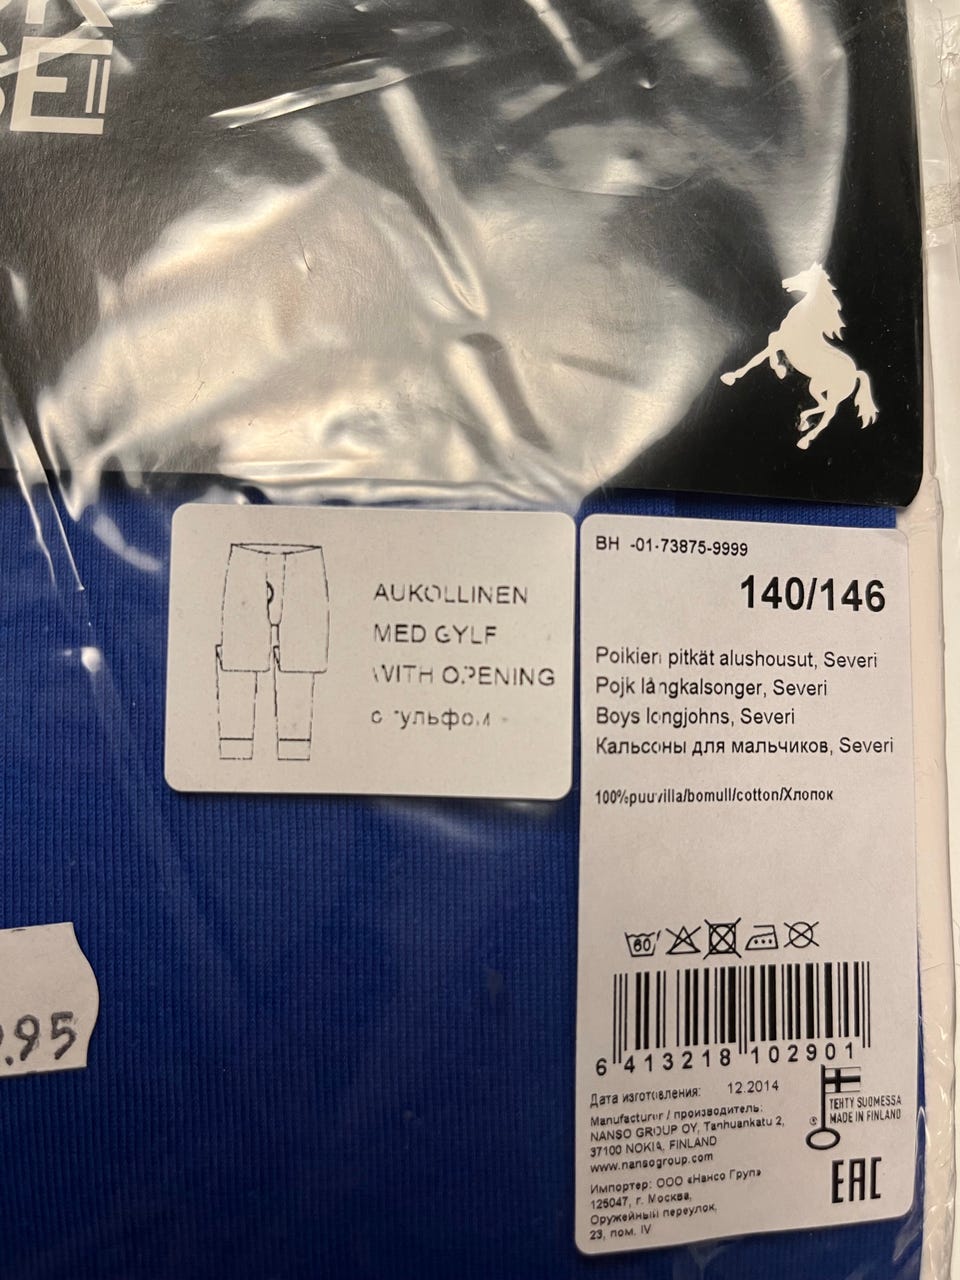 K
SE II
AUKOLLINEN
MED GYLF
WITH OPENING
с гульфом
BH -01-73875-9999
140/146
Poikien pitkät alushousut, Severi
Pojk långkalsonger, Severi
Boys longjohns, Severi
Кальсоны для мальчиков, Severi
100%puuvilla/bomull/cotton/Хлопок
60
6 413218 102901
Дата изготовления: 12.2014
Manufacturer / производитель:
NANSO GROUP OY, Tanhuankatu 2,
37100 NOKIA, FINLAND
www.nansogroup.com
Импортер: ООО «Нансо Груп»
125047, г. Москва,
Оружейный переулок,
23, пом. IV
®
TEHTY SUOMESSA
MADE IN FINLAND
EAC
.95